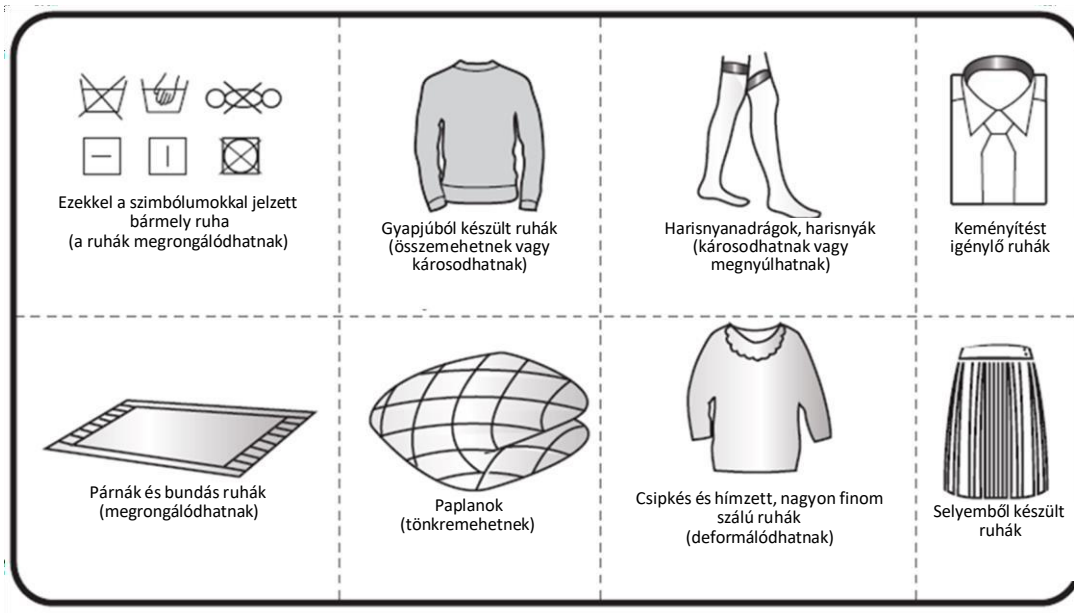 Ezekkel a szimbólumokkal jelzett
bármely ruha
(a ruhák megrongálódhatnak)
Gyapjúból készült ruhák
(összemehetnek vagy
károsodhatnak)
Harisnyanadrágok, harisnyák
(károsodhatnak vagy
megnyúlhatnak)
Keményítést
igénylő ruhák
Párnák és bundás ruhák
(megrongálódhatnak)
Paplanok
(tönkremehetnek)
Csipkés és hímzett, nagyon finom
szálú ruhák
(deformálódhatnak)
Selyemből készült
ruhák